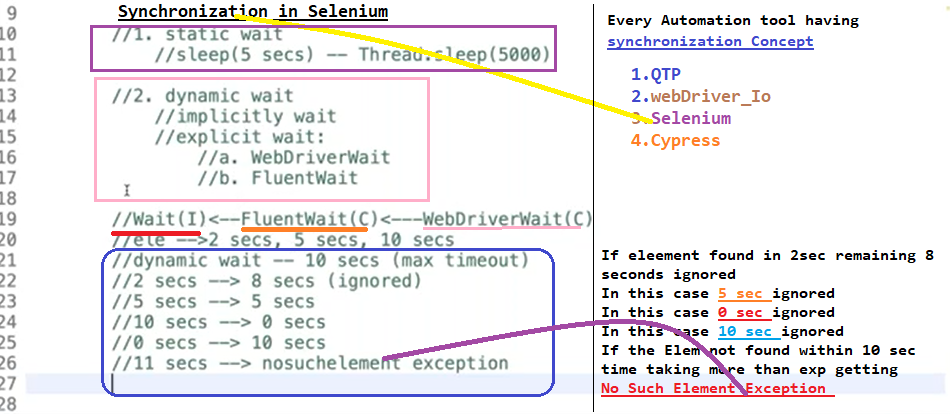 9 Synchronization in Selenium
10 //1. static wait
11 //sleep(5 secs) -- Thread.sleep(5000)
12
13 //2. dynamic wait
14 //implicitly wait
15 //explicit wait:
16 //a. WebDriverWait
17 //b. FluentWait
18
19 //Wait(I)<---FluentWait(C)<----WebDriverWait(C)
20 //ele -->2 secs, 5 secs, 10 secs
21 //dynamic wait -- 10 secs (max timeout)
22 //2 secs --> 8 secs (ignored)
23 //5 secs --> 5 secs
24 //10 secs --> 0 secs
25 //0 secs --> 10 secs
26 //11 secs --> nosuchelement exception
27
28
Every Automation tool having
synchronization Concept
1.QTP
2.webDriver_Io
3.Selenium
4.Cypress
If eleement found in 2sec remaining 8
seconds ignored
In this case 5 sec ignored
In this case 0 sec ignored
In this case 10 sec ignored
If the Elem not found within 10 sec
time taking more than exp getting
No Such Element Exception